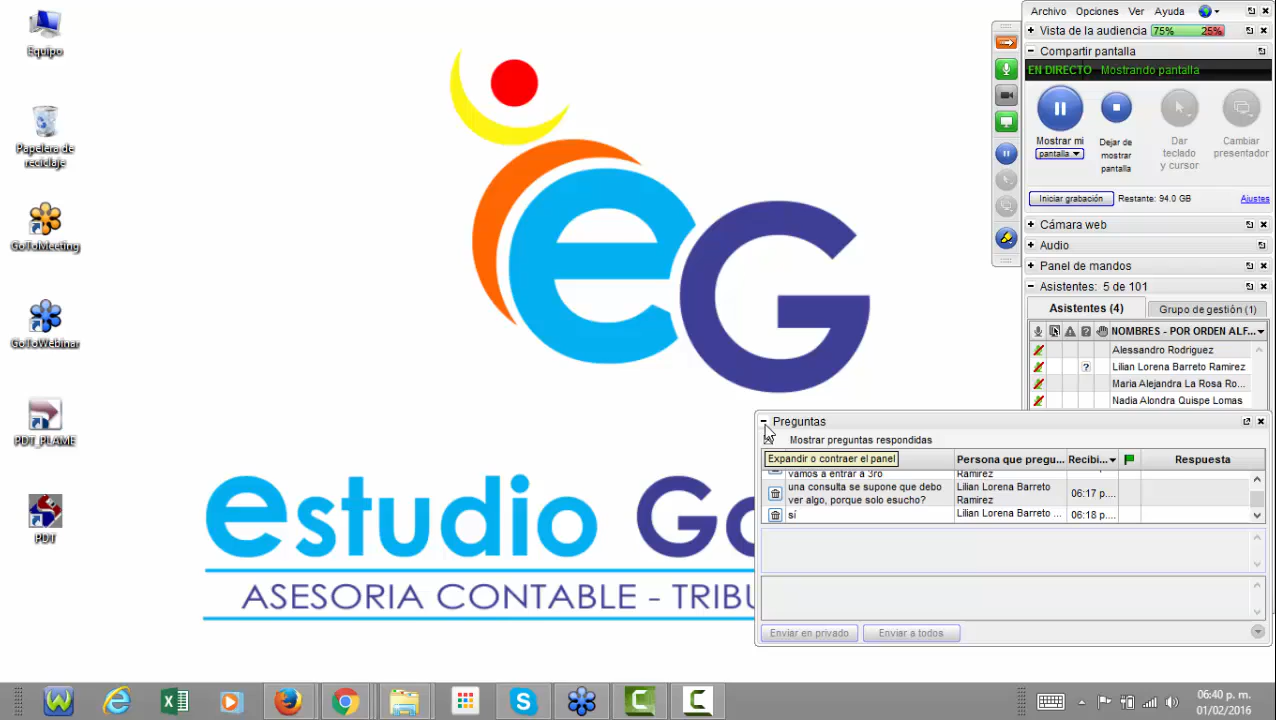 Equipo
Papelera de
reciclaje
GoToMeeting
GoToWebinar
PDT_PLAME
PDT
eG
estudio Go
ASESORIA CONTABLE - TRIBU
Archivo Opciones Ver Ayuda
Vista de la audiencia 75% 25%
Compartir pantalla
EN DIRECTO Mostrando pantalla
Mostrar mi
pantalla
Dejar de
mostrar
pantalla
Dar
teclado
y cursor
Cambiar
presentador
Iniciar grabación Restante: 94.0 GB Ajustes
Cámara web
Audio
Panel de mandos
Asistentes: 5 de 101
Asistentes (4) Grupo de gestión (1)
NOMBRES - POR ORDEN ALF...
Alessandro Rodriguez
? Lilian Lorena Barreto Ramirez
Maria Alejandra La Rosa Ro...
Nadia Alondra Quispe Lomas
Preguntas
Mostrar preguntas respondidas
Expandir o contraer el panel
Persona que pregu... Recibi... Respuesta
vamos a entrar a 3ro Ramirez
una consulta se supone que debo
ver algo, porque solo esucho?
Lilian Lorena Barreto
Ramirez
06:17 p....
sí Lilian Lorena Barreto ... 06:18 p....
Enviar en privado Enviar a todos
06:40 p. m.
01/02/2016